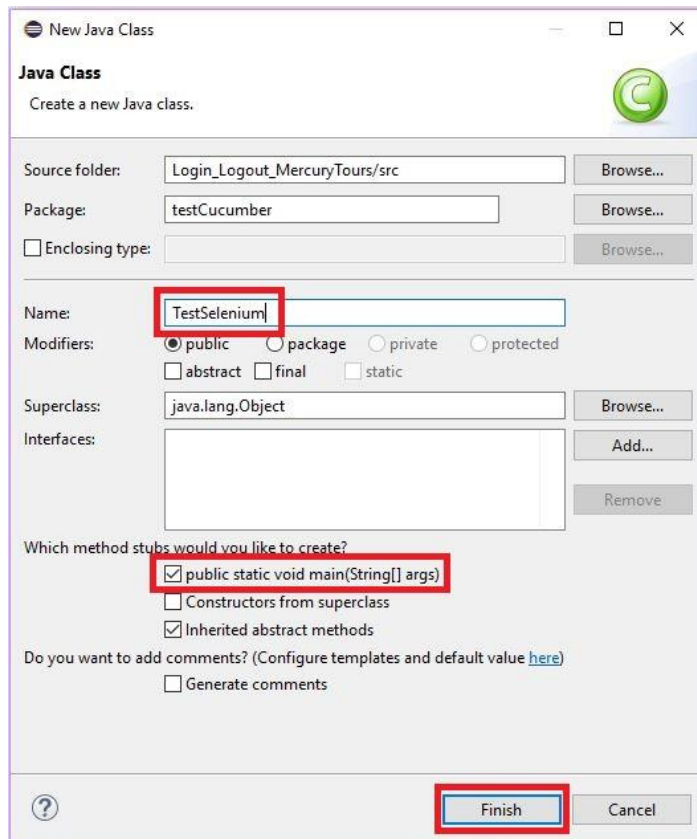 New Java Class
Java Class
Create a new Java class.
Source folder: Login_Logout_MercuryTours/src Browse...
Package: testCucumber Browse...
Enclosing type: Browse...
Name: TestSelenium
Modifiers: public package private protected
abstract final static
Superclass: java.lang.Object Browse...
Interfaces: Add...
Remove
Which method stubs would you like to create?
public static void main(String[] args)
Constructors from superclass
Inherited abstract methods
Do you want to add comments? (Configure templates and default value here)
Generate comments
? Finish Cancel